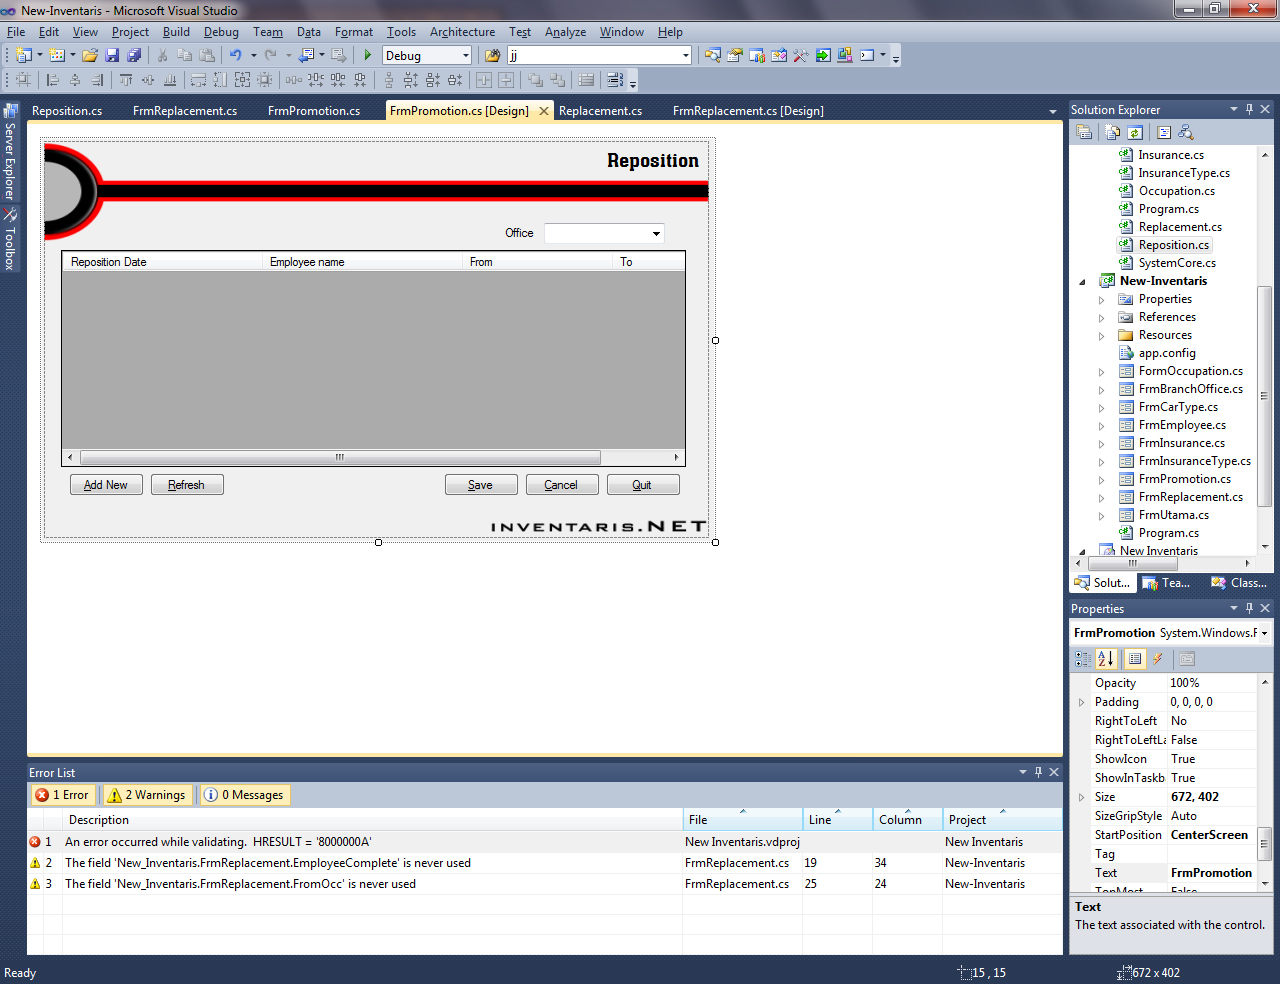 New-Inventaris - Microsoft Visual Studio
File Edit View Project Build Debug Team Data Format Tools Architecture Test Analyze Window Help
Debug jj
Reposition.cs FrmReplacement.cs FrmPromotion.cs FrmPromotion.cs [Design] Replacement.cs FrmReplacement.cs [Design]
Server Explorer
Toolbox
Reposition
Office
Reposition Date Employee name From To
Add New Refresh Save Cancel Quit
INVENTARIS.NET
Solution Explorer
Insurance.cs
InsuranceType.cs
Occupation.cs
Program.cs
Replacement.cs
Reposition.cs
SystemCore.cs
New-Inventaris
Properties
References
Resources
app.config
FormOccupation.cs
FrmBranchOffice.cs
FrmCarType.cs
FrmEmployee.cs
FrmInsurance.cs
FrmInsuranceType.cs
FrmPromotion.cs
FrmReplacement.cs
FrmUtama.cs
Program.cs
New Inventaris
Solut... Tea... Class...
Properties
FrmPromotion System.Windows.F
Opacity 100%
Padding 0, 0, 0, 0
RightToLeft No
RightToLeftLa False
ShowIcon True
ShowInTaskb True
Size 672, 402
SizeGripStyle Auto
StartPosition CenterScreen
Tag
Text FrmPromotion
TopMost False
Text
The text associated with the control.
Error List
1 Error 2 Warnings 0 Messages
Description File Line Column Project
1 An error occurred while validating. HRESULT = '8000000A' New Inventaris.vdproj New Inventaris
2 The field 'New_Inventaris.FrmReplacement.EmployeeComplete' is never used FrmReplacement.cs 19 34 New-Inventaris
3 The field 'New_Inventaris.FrmReplacement.FromOcc' is never used FrmReplacement.cs 25 24 New-Inventaris
Ready 15 , 15 672 x 402